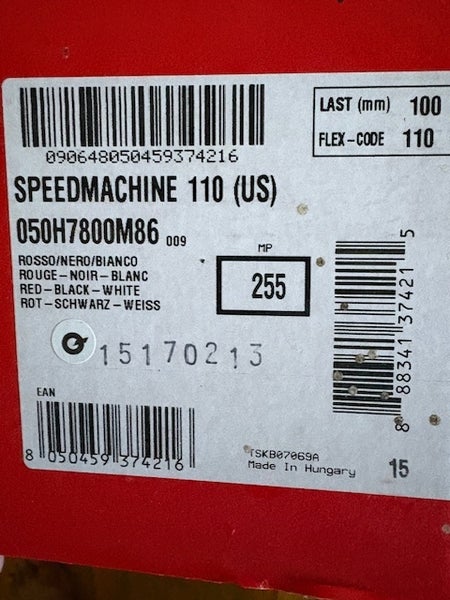 LAST (mm) 100
FLEX-CODE 110
090648050459374216
SPEEDMACHINE 110 (US)
050H7800M86 009
ROSSO/NERO/BIANCO
ROUGE-NOIR-BLANC
RED-BLACK-WHITE
ROT-SCHWARZ-WEISS
MP
255
15170213
EAN
8 050459 374216
8 88341 37421 5
TSKB07069A
Made In Hungary
15